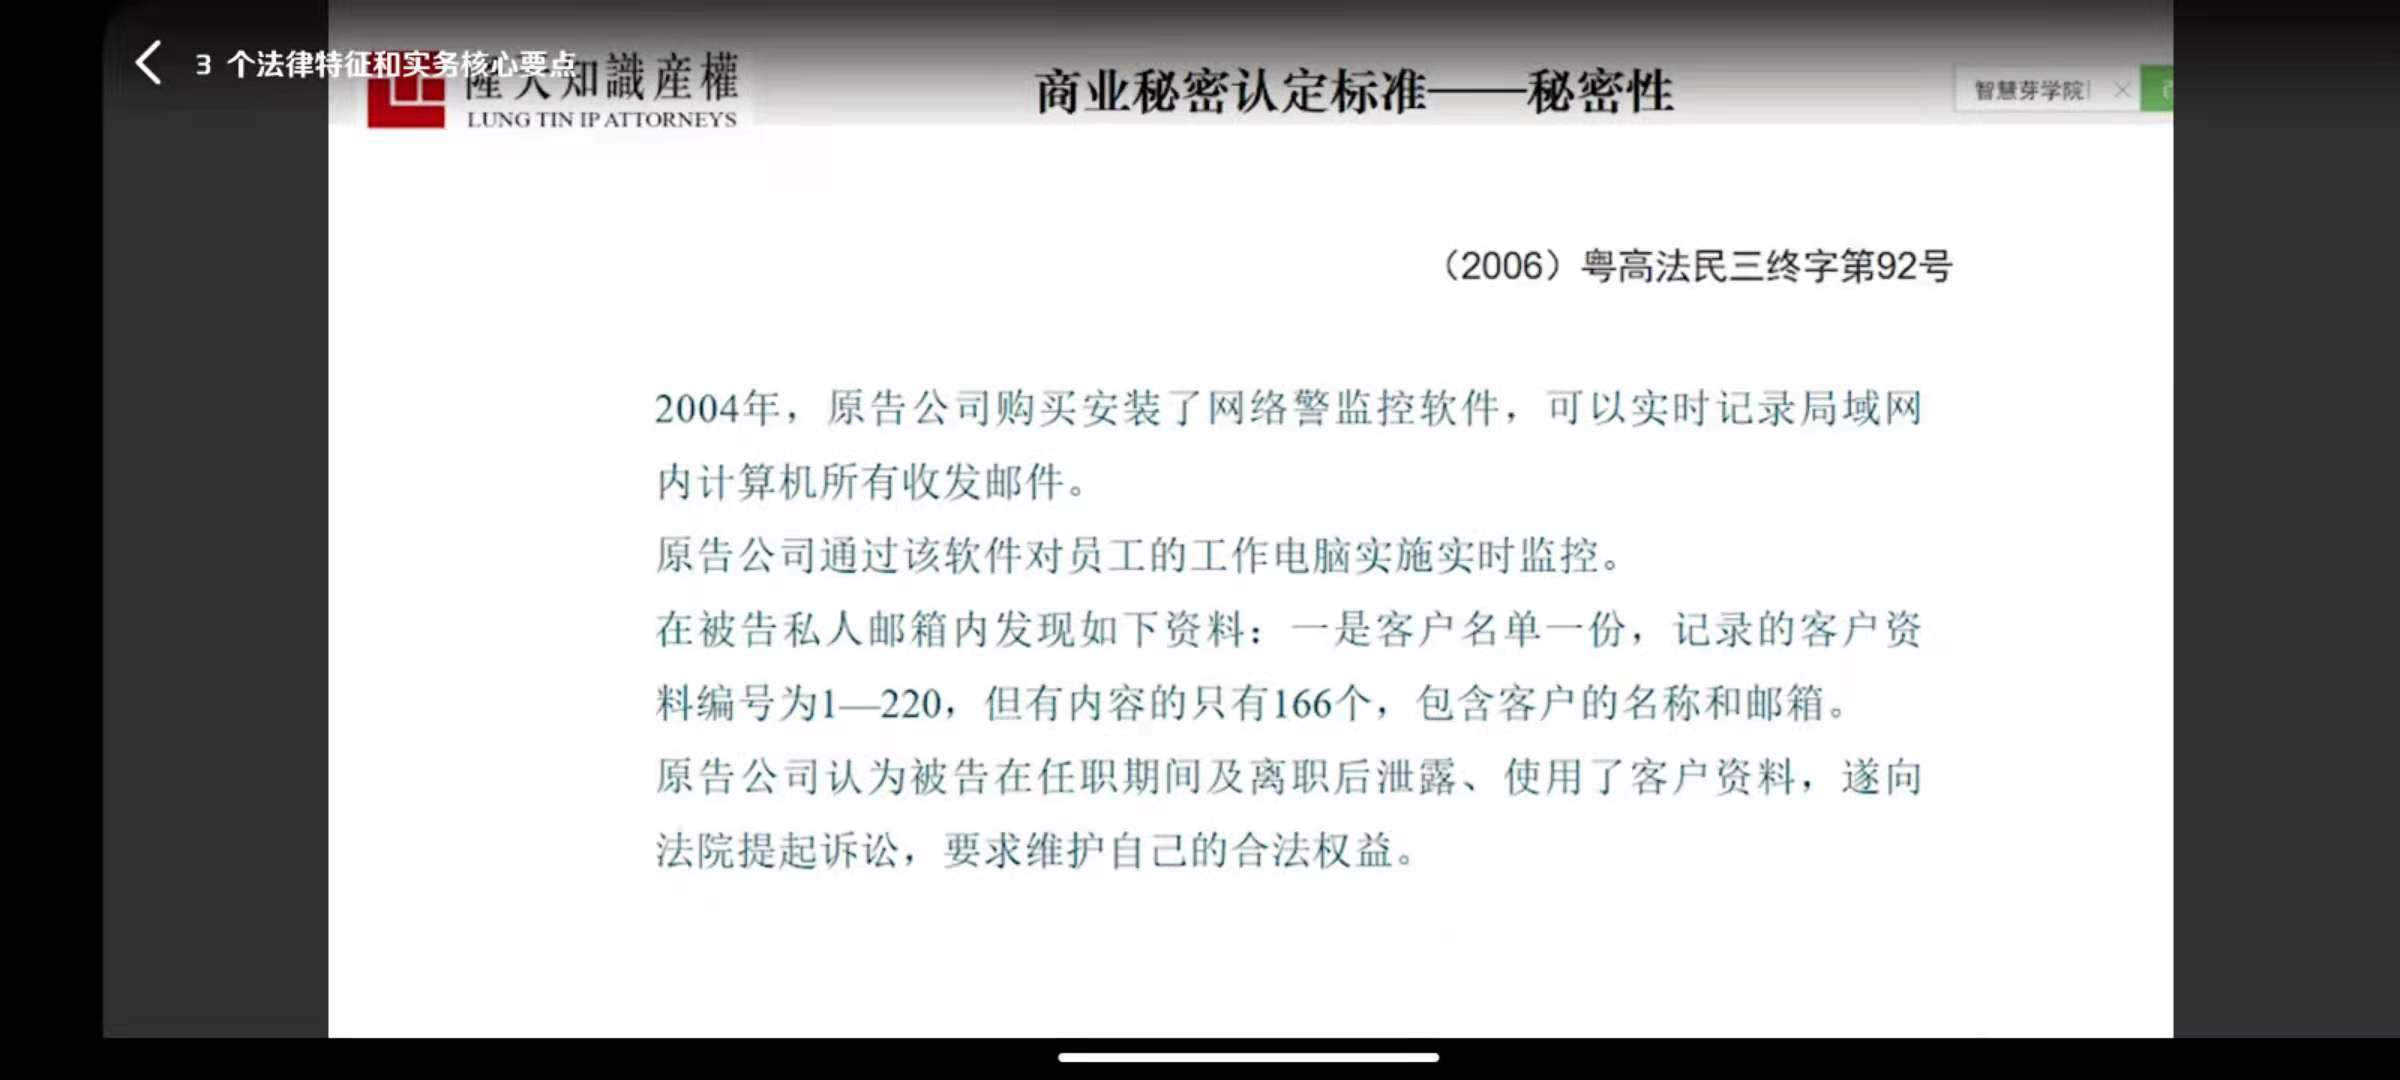 3 个法律特征和实务核心要点
隆天知識産權
LUNG TIN IP ATTORNEYS
商业秘密认定标准——秘密性
智慧芽学院
（2006）粤高法民三终字第92号
2004年，原告公司购买安装了网络警监控软件，可以实时记录局域网
内计算机所有收发邮件。
原告公司通过该软件对员工的工作电脑实施实时监控。
在被告私人邮箱内发现如下资料：一是客户名单一份，记录的客户资
料编号为1—220，但有内容的只有166个，包含客户的名称和邮箱。
原告公司认为被告在任职期间及离职后泄露、使用了客户资料，遂向
法院提起诉讼，要求维护自己的合法权益。